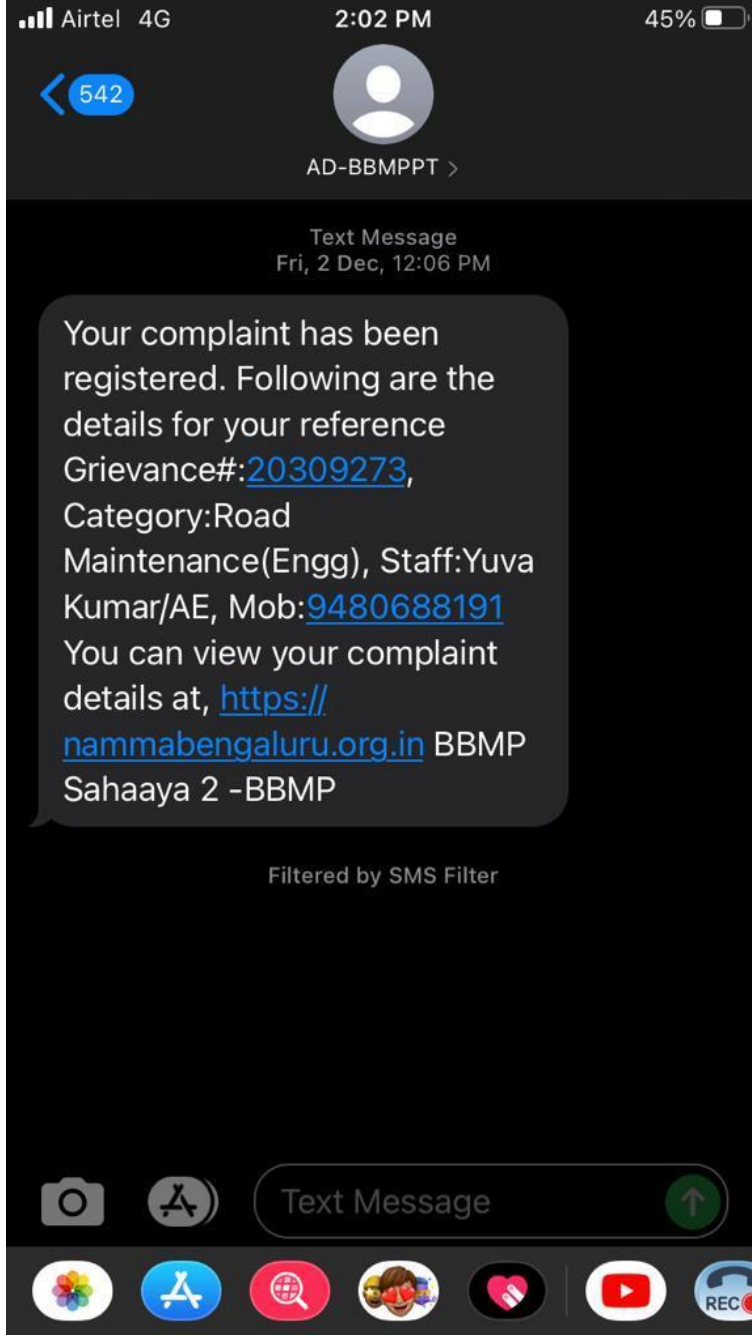 Airtel 4G 2:02 PM 45%
542
AD-BBMPPT >
Text Message
Fri, 2 Dec, 12:06 PM
Your complaint has been
registered. Following are the
details for your reference
Grievance#:20309273,
Category:Road
Maintenance(Engg), Staff:Yuva
Kumar/AE, Mob:9480688191
You can view your complaint
details at, https://
nammabengaluru.org.in BBMP
Sahaaya 2 -BBMP
Filtered by SMS Filter
Text Message
REC